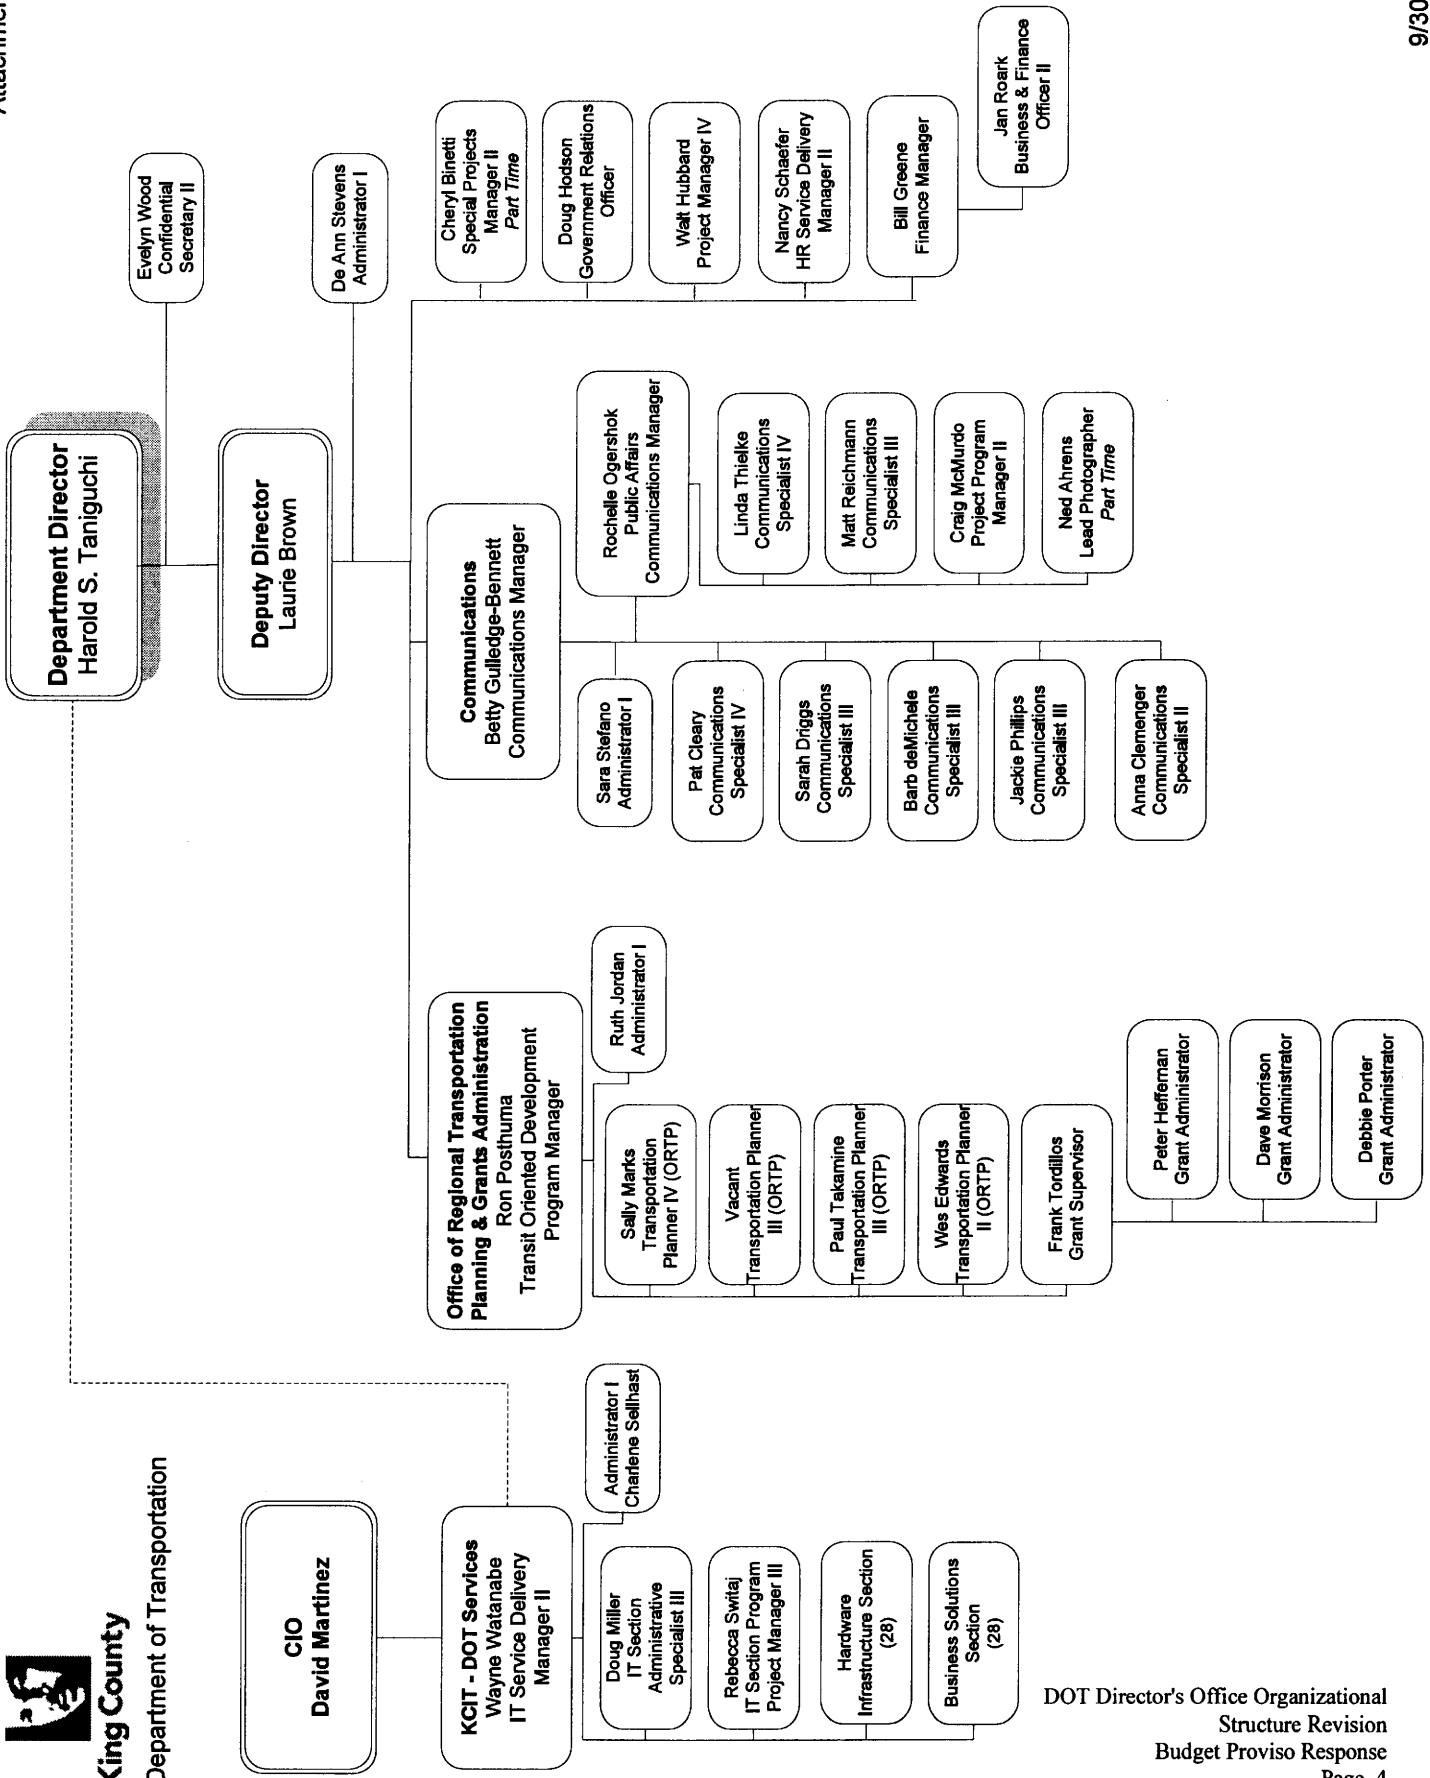 King County
Department of Transportation
Department Director
Harold S. Taniguchi
Evelyn Wood
Confidential
Secretary II
Deputy Director
Laurie Brown
De Ann Stevens
Administrator I
CIO
David Martinez
KCIT - DOT Services
Wayne Watanabe
IT Service Delivery
Manager II
Administrator I
Charlene Sellhast
Doug Miller
IT Section
Administrative
Specialist III
Rebecca Switaj
IT Section Program
Project Manager III
Hardware
Infrastructure Section
(28)
Business Solutions
Section
(28)
Office of Regional Transportation
Planning & Grants Administration
Ron Posthuma
Transit Oriented Development
Program Manager
Ruth Jordan
Administrator I
Sally Marks
Transportation
Planner IV (ORTP)
Vacant
Transportation Planner
III (ORTP)
Paul Takamine
Transportation Planner
III (ORTP)
Wes Edwards
Transportation Planner
II (ORTP)
Frank Tordillos
Grant Supervisor
Peter Heffernan
Grant Administrator
Dave Morrison
Grant Administrator
Debbie Porter
Grant Administrator
Communications
Betty Gulledge-Bennett
Communications Manager
Sara Stefano
Administrator I
Pat Cleary
Communications
Specialist IV
Sarah Driggs
Communications
Specialist III
Barb deMichele
Communications
Specialist III
Jackie Phillips
Communications
Specialist III
Anna Clemenger
Communications
Specialist II
Rochelle Ogershok
Public Affairs
Communications Manager
Linda Thielke
Communications
Specialist IV
Matt Reichmann
Communications
Specialist III
Craig McMurdo
Project Program
Manager II
Ned Ahrens
Lead Photographer
Part Time
Cheryl Binetti
Special Projects
Manager II
Part Time
Doug Hodson
Government Relations
Officer
Walt Hubbard
Project Manager IV
Nancy Schaefer
HR Service Delivery
Manager II
Bill Greene
Finance Manager
Jan Roark
Business & Finance
Officer II
9/30
DOT Director's Office Organizational
Structure Revision
Budget Proviso Response
Page 4